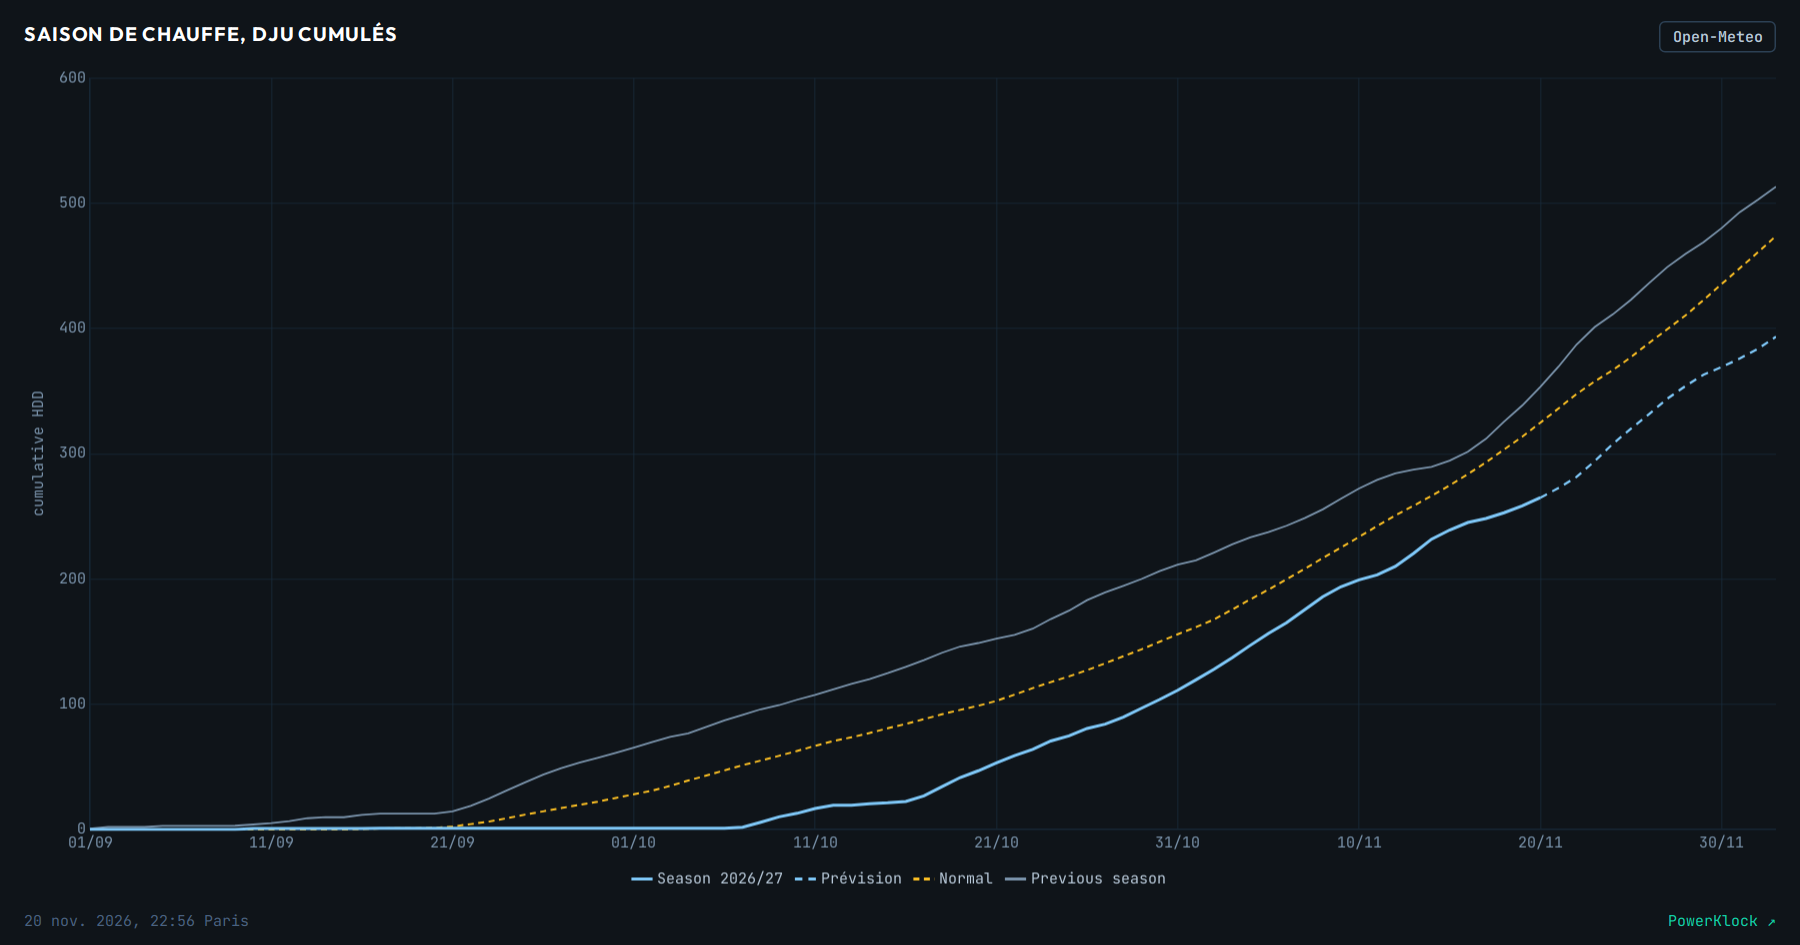 SAISON DE CHAUFFE, DJU CUMULÉS
Open-Meteo
600
500
400
300
200
100
0
cumulative HDD
01/09 11/09 21/09 01/10 11/10 21/10 31/10 10/11 20/11 30/11
Season 2026/27 Prévision Normal Previous season
20 nov. 2026, 22:56 Paris
PowerKlock ↗